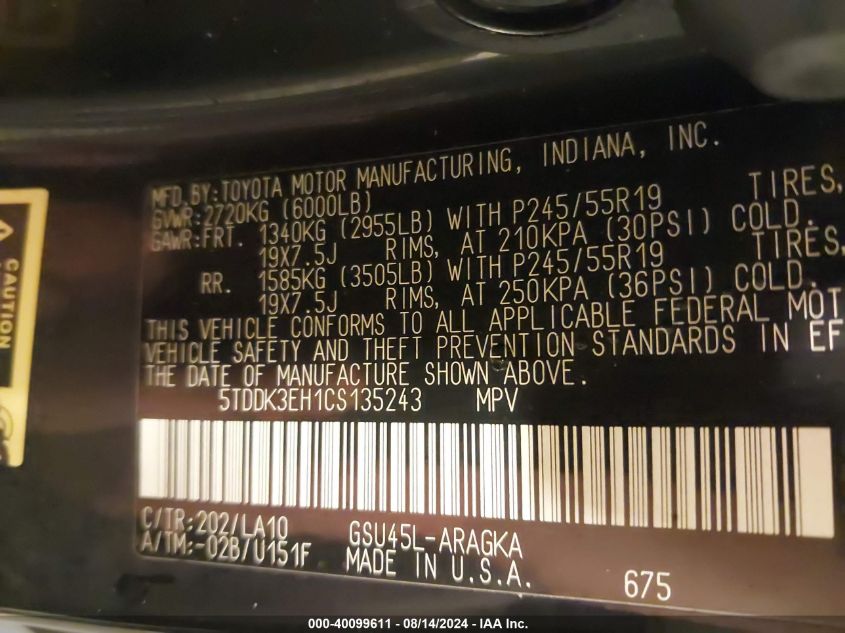 MFD. BY: TOYOTA MOTOR MANUFACTURING, INDIANA, INC.
GVWR: 2720KG (6000LB)
GAWR: FRT. 1340KG (2955LB) WITH P245/55R19 TIRES,
19X7.5J RIMS, AT 210KPA (30PSI) COLD.
RR. 1585KG (3505LB) WITH P245/55R19 TIRES,
19X7.5J RIMS, AT 250KPA (36PSI) COLD.
THIS VEHICLE CONFORMS TO ALL APPLICABLE FEDERAL MOT
VEHICLE SAFETY AND THEFT PREVENTION STANDARDS IN EF
THE DATE OF MANUFACTURE SHOWN ABOVE.
5TDDK3EH1CS135243 MPV
C/TR: 202/LA10 GSU45L-ARAGKA
A/TM:-02B/U151F MADE IN U.S.A.
675
CAUTION
000-40099611 - 08/14/2024 - IAA Inc.